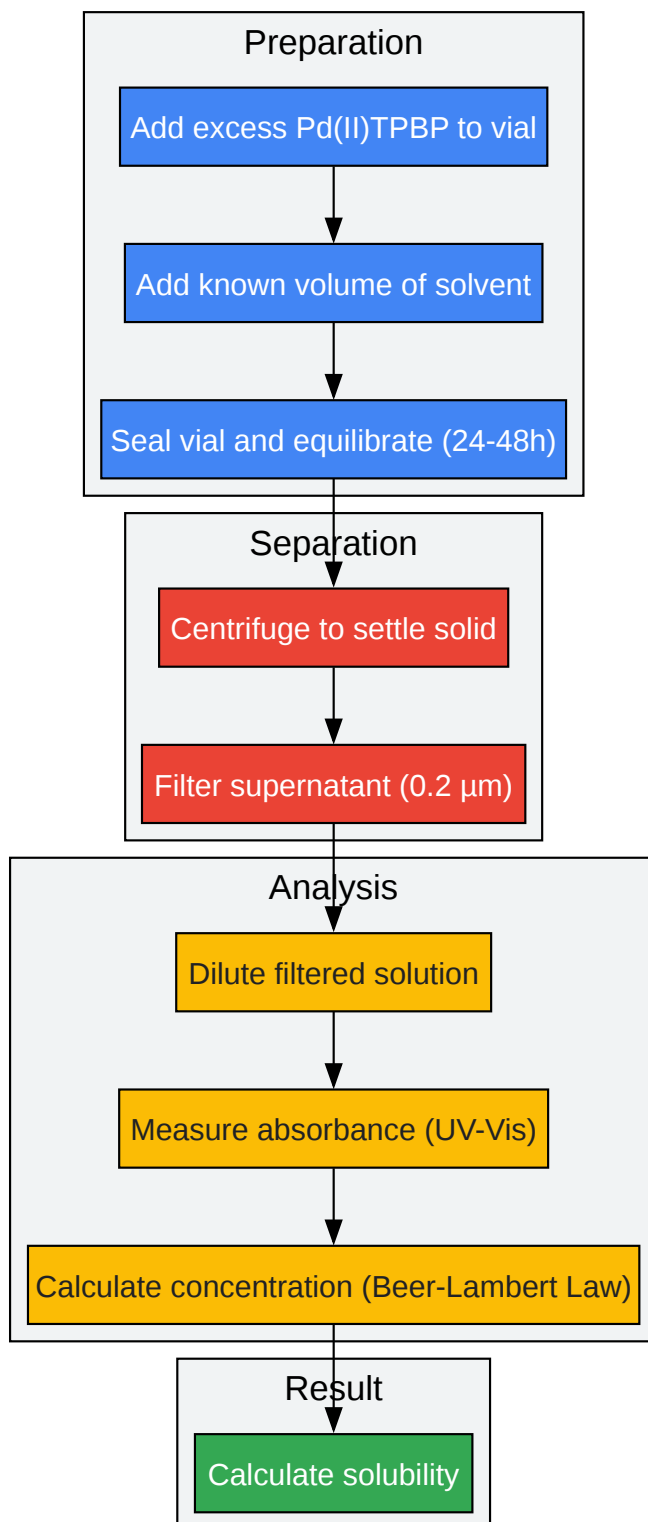 Preparation
Add excess Pd(II)TPBP to vial
Add known volume of solvent
Seal vial and equilibrate (24-48h)
Separation
Centrifuge to settle solid
Filter supernatant (0.2 µm)
Analysis
Dilute filtered solution
Measure absorbance (UV-Vis)
Calculate concentration (Beer-Lambert Law)
Result
Calculate solubility